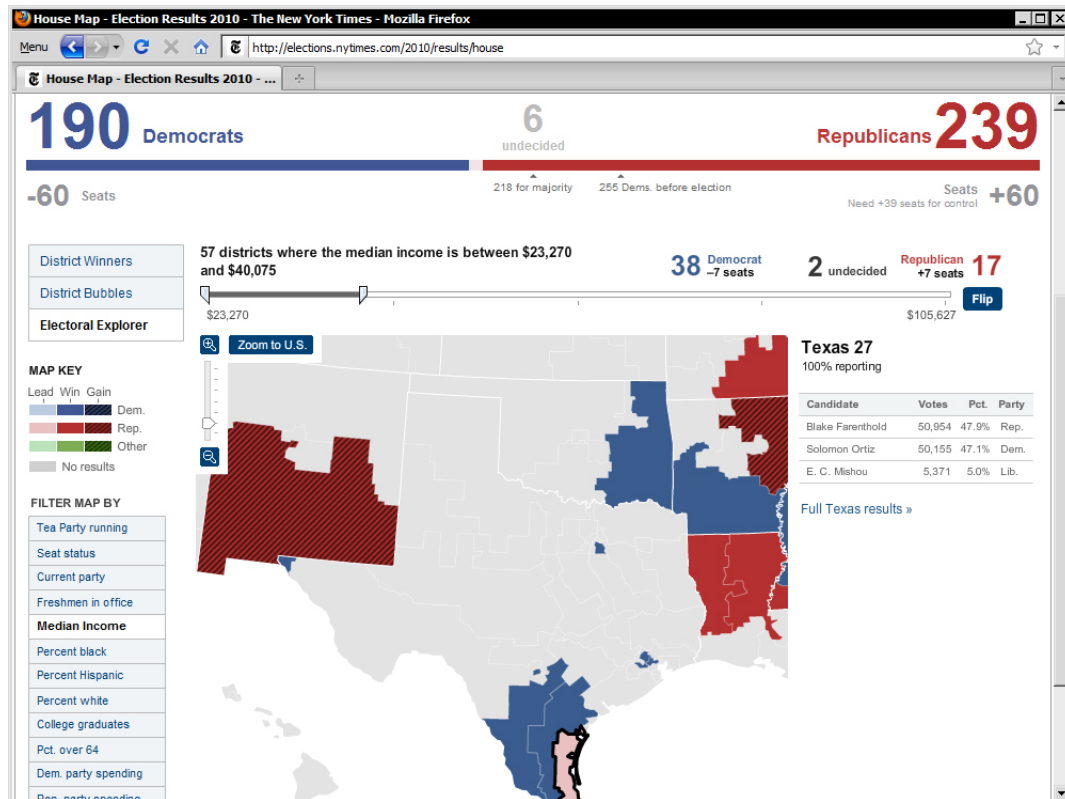 House Map - Election Results 2010 - The New York Times - Mozilla Firefox
Menu
http://elections.nytimes.com/2010/results/house
House Map - Election Results 2010 - ...
190 Democrats
6
undecided
Republicans 239
218 for majority
255 Dems. before election
-60 Seats
Seats
Need +39 seats for control
+60
District Winners
District Bubbles
Electoral Explorer
57 districts where the median income is between $23,270
and $40,075
38 Democrat
–7 seats
2 undecided
Republican
+7 seats
17
Flip
$23,270
$105,627
Zoom to U.S.
MAP KEY
Lead Win Gain
Dem.
Rep.
Other
No results
FILTER MAP BY
Tea Party running
Seat status
Current party
Freshmen in office
Median Income
Percent black
Percent Hispanic
Percent white
College graduates
Pct. over 64
Dem. party spending
Rep. party spending
Texas 27
100% reporting
Candidate Votes Pct. Party
Blake Farenthold 50,954 47.9% Rep.
Solomon Ortiz 50,155 47.1% Dem.
E. C. Mishou 5,371 5.0% Lib.
Full Texas results »